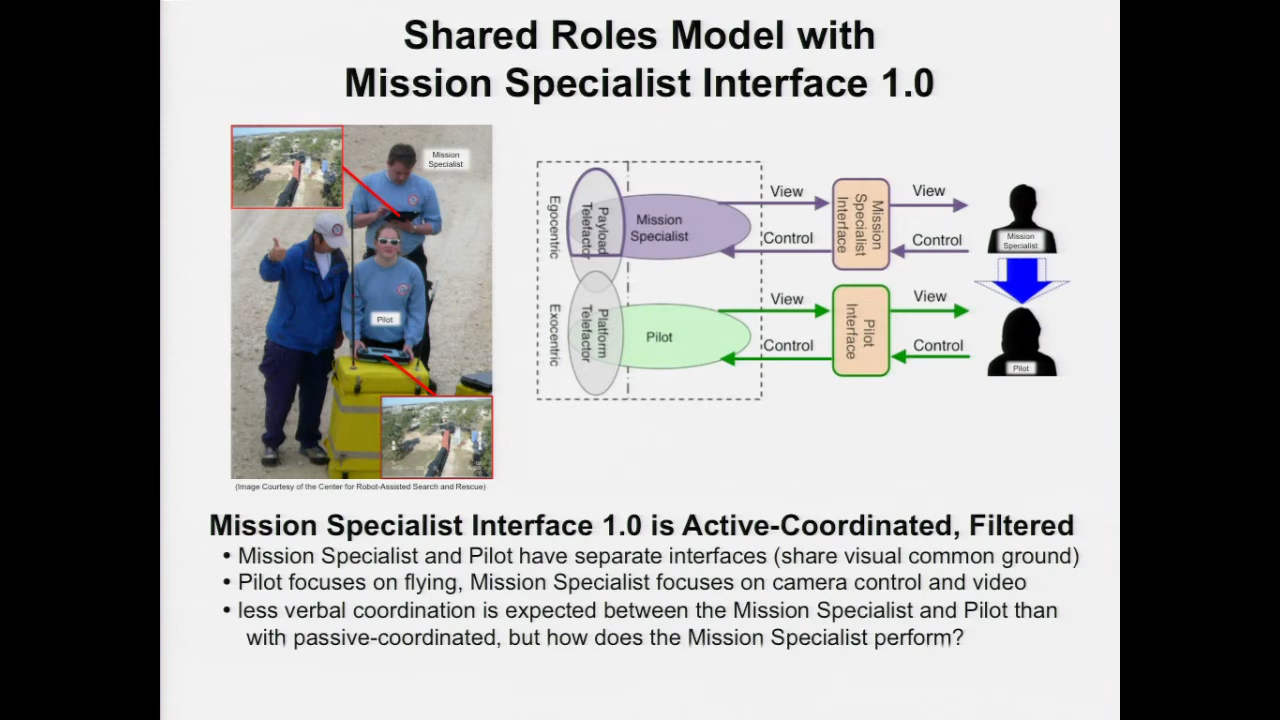 Shared Roles Model with
Mission Specialist Interface 1.0
Mission
Specialist
Pilot
(Image Courtesy of the Center for Robot-Assisted Search and Rescue)
Egocentric
Exocentric
Payload
Telefactor
Platform
Telefactor
Mission
Specialist
Pilot
View
Control
View
Control
Mission
Specialist
Interface
Pilot
Interface
View
Control
View
Control
Mission
Specialist
Pilot
Mission Specialist Interface 1.0 is Active-Coordinated, Filtered
• Mission Specialist and Pilot have separate interfaces (share visual common ground)
• Pilot focuses on flying, Mission Specialist focuses on camera control and video
• less verbal coordination is expected between the Mission Specialist and Pilot than
with passive-coordinated, but how does the Mission Specialist perform?